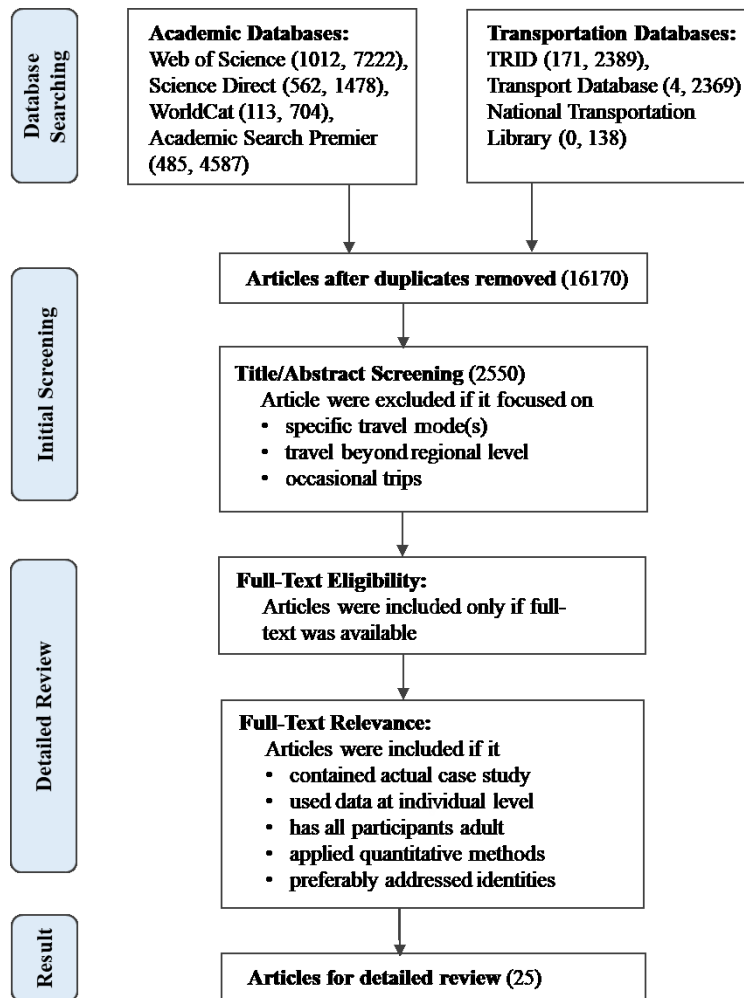 Database
Searching
Academic Databases:
Web of Science (1012, 7222),
Science Direct (562, 1478),
WorldCat (113, 704),
Academic Search Premier
(485, 4587)
Transportation Databases:
TRID (171, 2389),
Transport Database (4, 2369)
National Transportation
Library (0, 138)
Initial Screening
Articles after duplicates removed (16170)
Title/Abstract Screening (2550)
Article were excluded if it focused on
• specific travel mode(s)
• travel beyond regional level
• occasional trips
Detailed Review
Full-Text Eligibility:
Articles were included only if full-
text was available
Full-Text Relevance:
Articles were included if it
• contained actual case study
• used data at individual level
• has all participants adult
• applied quantitative methods
• preferably addressed identities
Result
Articles for detailed review (25)